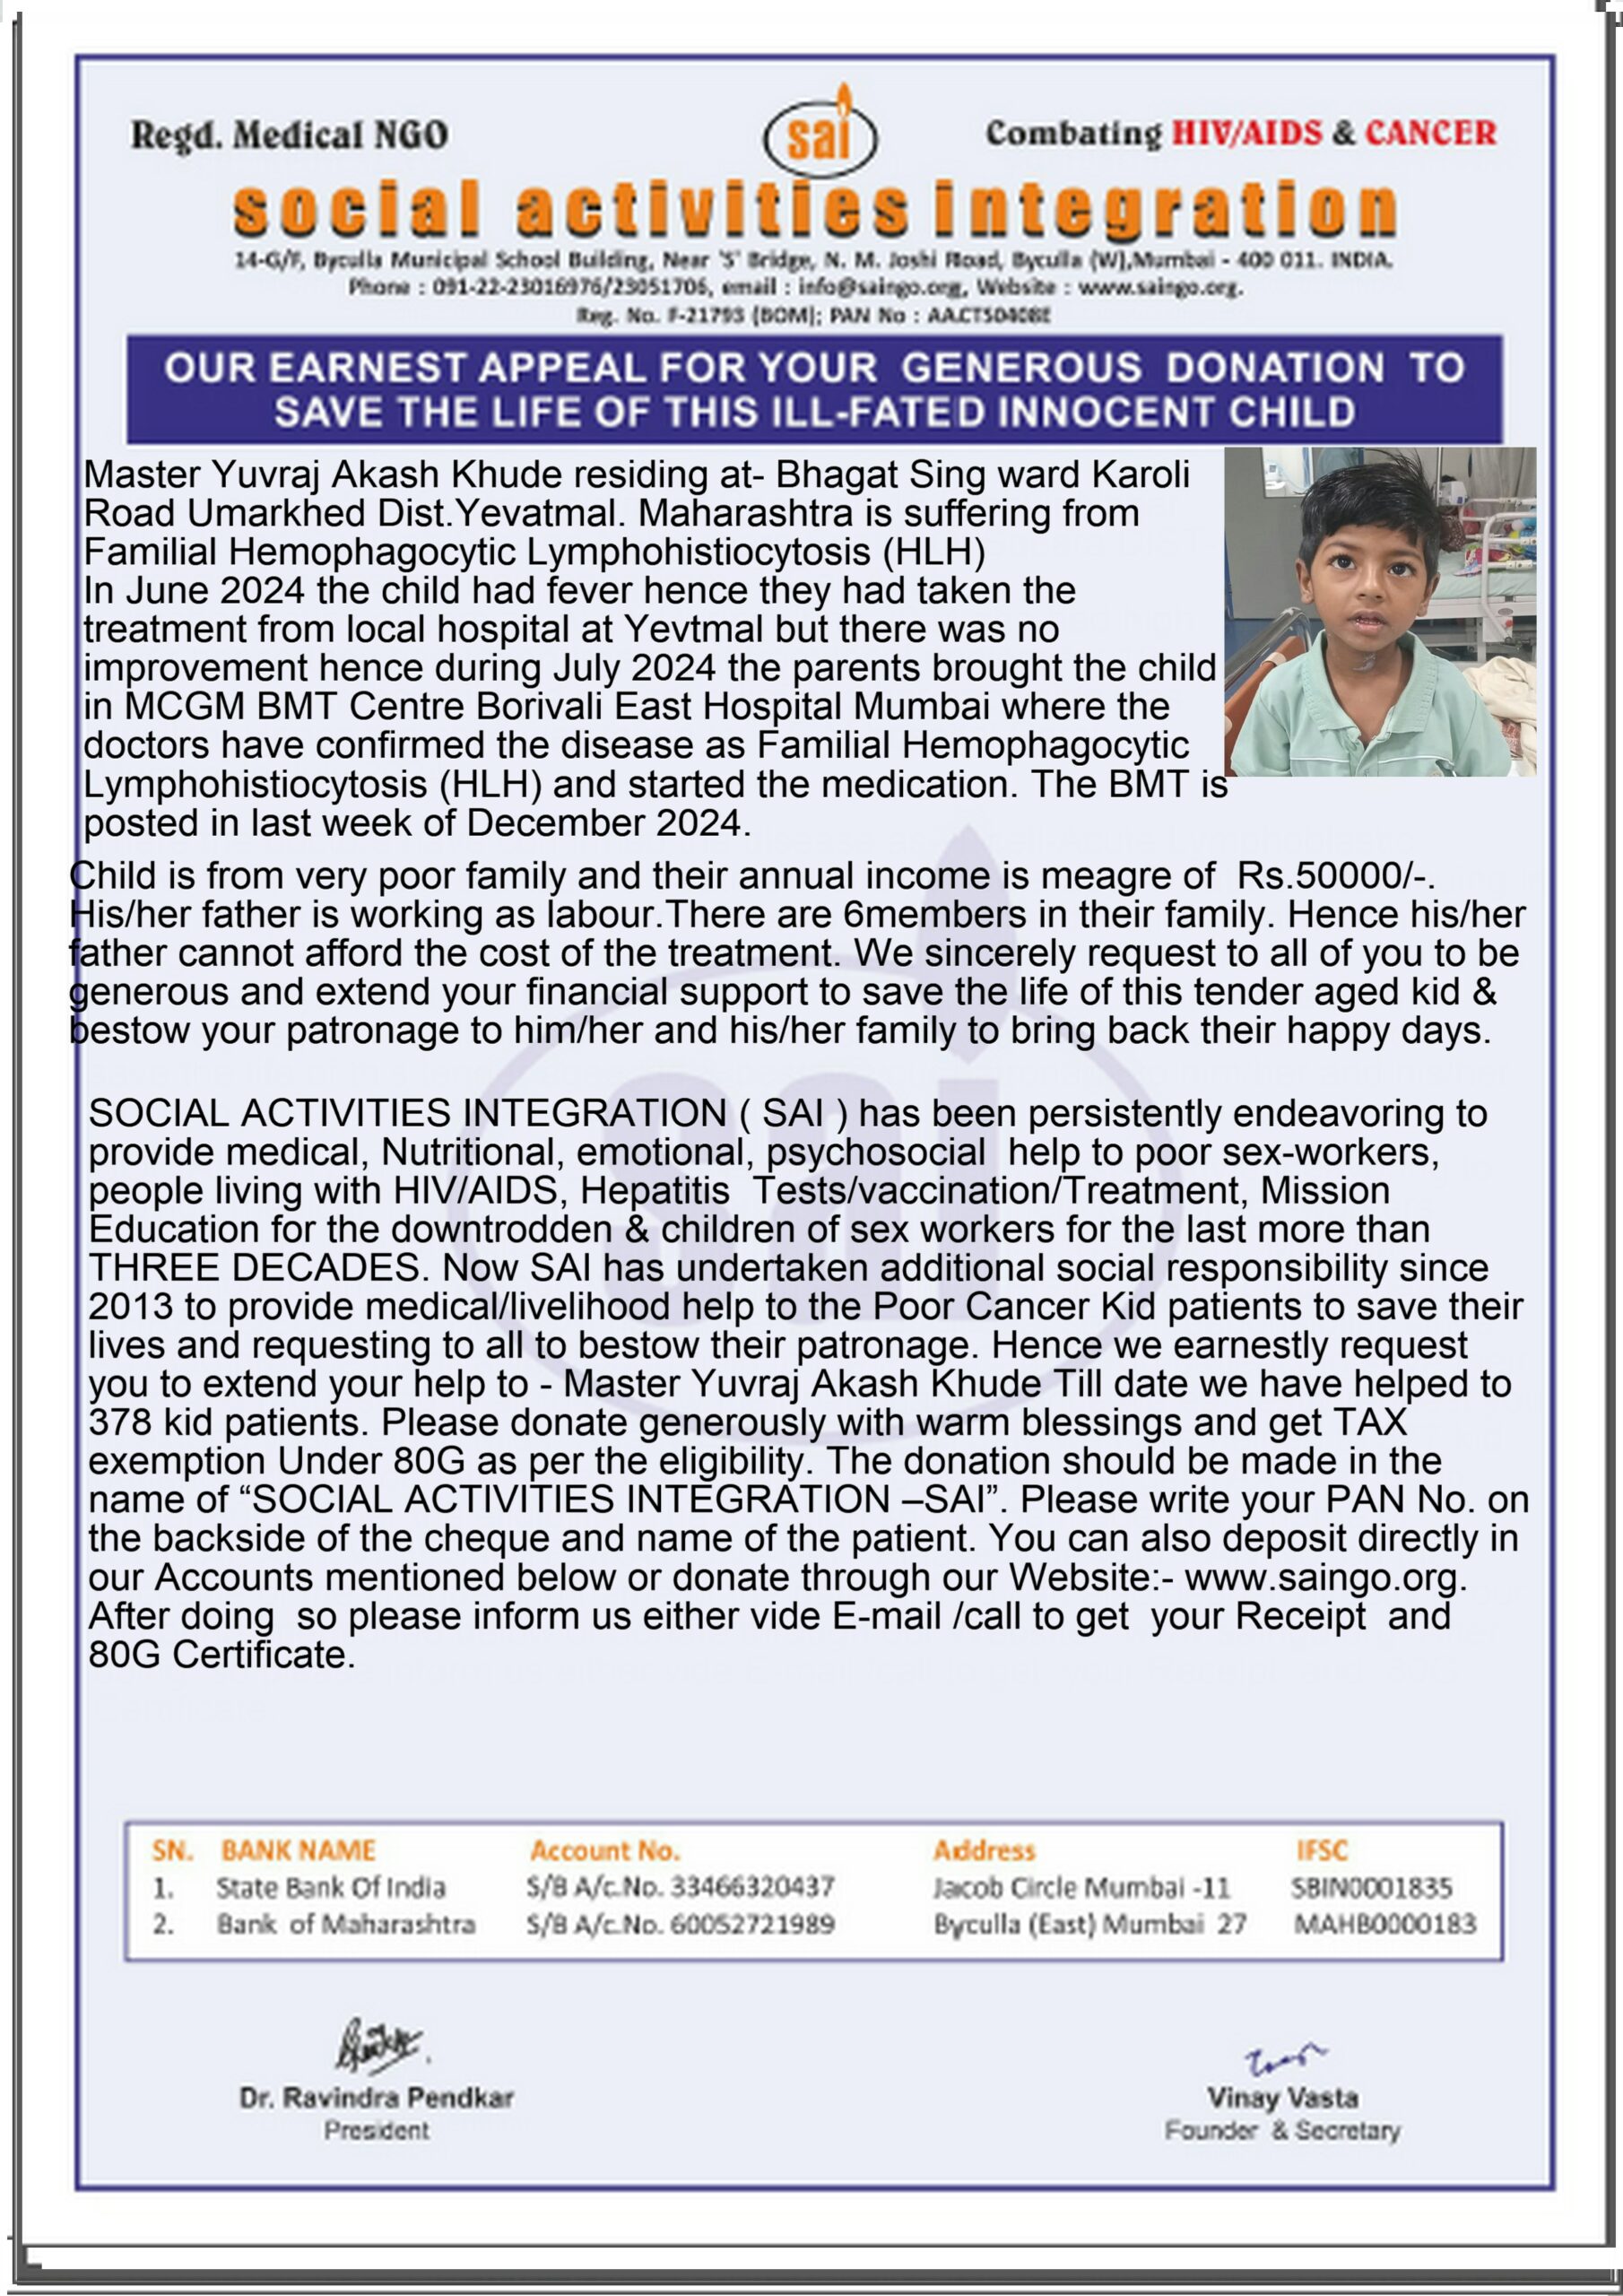 Regd. Medical NGO
sai
Combating HIV/AIDS & CANCER
social activities integration
14-G/F, Byculla Municipal School Building, Near 'S' Bridge, N. M. Joshi Road, Byculla (W),Mumbai - 400 011. INDIA.
Phone : 091-22-23016976/23051706, email : info@saingo.org, Website : www.saingo.org.
Reg. No. F-21793 (BOM); PAN No : AACTS0408E
OUR EARNEST APPEAL FOR YOUR GENEROUS DONATION TO
SAVE THE LIFE OF THIS ILL-FATED INNOCENT CHILD
Master Yuvraj Akash Khude residing at- Bhagat Sing ward Karoli
Road Umarkhed Dist.Yevatmal. Maharashtra is suffering from
Familial Hemophagocytic Lymphohistiocytosis (HLH)
In June 2024 the child had fever hence they had taken the
treatment from local hospital at Yevtmal but there was no
improvement hence during July 2024 the parents brought the child
in MCGM BMT Centre Borivali East Hospital Mumbai where the
doctors have confirmed the disease as Familial Hemophagocytic
Lymphohistiocytosis (HLH) and started the medication. The BMT is
posted in last week of December 2024.
Child is from very poor family and their annual income is meagre of Rs.50000/-.
His/her father is working as labour.There are 6members in their family. Hence his/her
father cannot afford the cost of the treatment. We sincerely request to all of you to be
generous and extend your financial support to save the life of this tender aged kid &
bestow your patronage to him/her and his/her family to bring back their happy days.
SOCIAL ACTIVITIES INTEGRATION ( SAI ) has been persistently endeavoring to
provide medical, Nutritional, emotional, psychosocial help to poor sex-workers,
people living with HIV/AIDS, Hepatitis Tests/vaccination/Treatment, Mission
Education for the downtrodden & children of sex workers for the last more than
THREE DECADES. Now SAI has undertaken additional social responsibility since
2013 to provide medical/livelihood help to the Poor Cancer Kid patients to save their
lives and requesting to all to bestow their patronage. Hence we earnestly request
you to extend your help to - Master Yuvraj Akash Khude Till date we have helped to
378 kid patients. Please donate generously with warm blessings and get TAX
exemption Under 80G as per the eligibility. The donation should be made in the
name of “SOCIAL ACTIVITIES INTEGRATION –SAI”. Please write your PAN No. on
the backside of the cheque and name of the patient. You can also deposit directly in
our Accounts mentioned below or donate through our Website:- www.saingo.org.
After doing so please inform us either vide E-mail /call to get your Receipt and
80G Certificate.
SN. BANK NAME Account No. Address IFSC
1. State Bank Of India S/B A/c.No. 33466320437 Jacob Circle Mumbai -11 SBIN0001835
2. Bank of Maharashtra S/B A/c.No. 60052721989 Byculla (East) Mumbai 27 MAHB0000183
Dr. Ravindra Pendkar
President
Vinay Vasta
Founder & Secretary